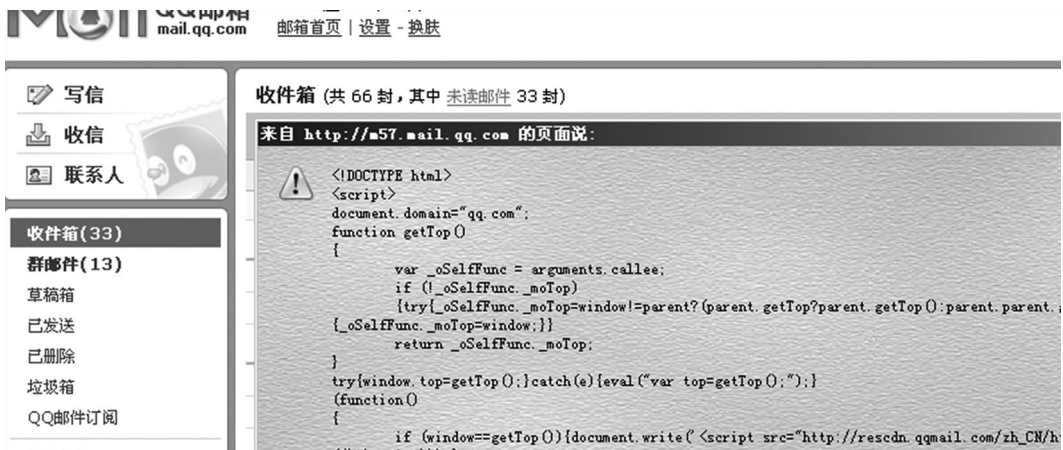 mail.qq.com
邮箱首页 | 设置 - 换肤
写信
收信
联系人
收件箱(33)
群邮件(13)
草稿箱
已发送
已删除
垃圾箱
QQ邮件订阅
收件箱 (共 66 封，其中 未读邮件 33 封)
来自 http://m57.mail.qq.com 的页面说:
<!DOCTYPE html>
<script>
document.domain="qq.com";
function getTop()
{
var _oSelfFunc = arguments.callee;
if (!_oSelfFunc._moTop)
{try{_oSelfFunc._moTop=window!=parent?(parent.getTop?parent.getTop():parent.parent.
{_oSelfFunc._moTop=window;}}
return _oSelfFunc._moTop;
}
try{window.top=getTop();}catch(e){eval("var top=getTop();");}
(function()
{
if (window==getTop()){document.write("<script src="http://rescdn.qqmail.com/zh_CN/h